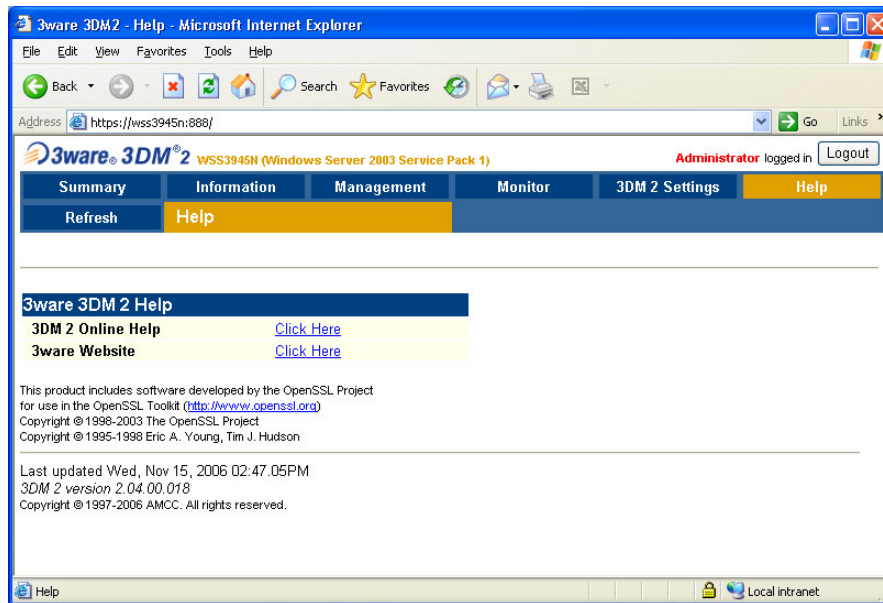 3ware 3DM2 - Help - Microsoft Internet Explorer
File Edit View Favorites Tools Help
Back Search Favorites
Address https://wss3945n:888/ Go Links
3ware® 3DM®2 WSS3945N (Windows Server 2003 Service Pack 1) Administrator logged in Logout
Summary Information Management Monitor 3DM 2 Settings Help
Refresh Help
3ware 3DM 2 Help
3DM 2 Online Help Click Here
3ware Website Click Here
This product includes software developed by the OpenSSL Project
for use in the OpenSSL Toolkit (http://www.openssl.org)
Copyright © 1998-2003 The OpenSSL Project
Copyright © 1995-1998 Eric A. Young, Tim J. Hudson
Last updated Wed, Nov 15, 2006 02:47.05PM
3DM 2 version 2.04.00.018
Copyright © 1997-2006 AMCC. All rights reserved.
Help Local intranet